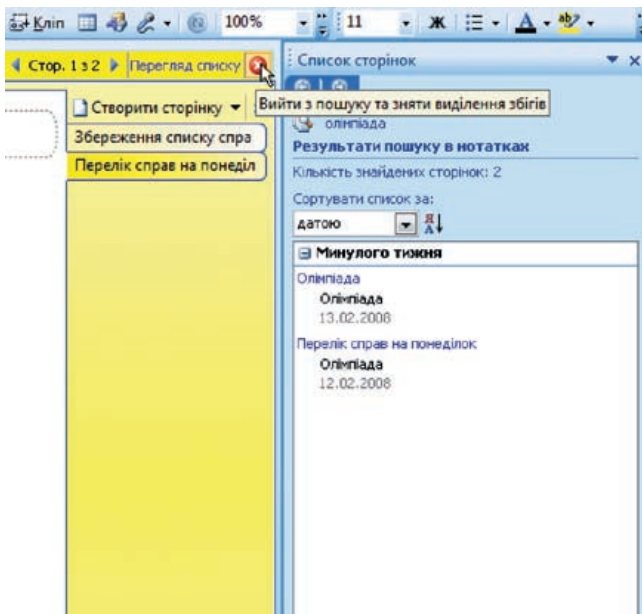 Кліп 100% 11 ж A ab
Стор. 1 з 2 Перегляд списку
Список сторінок
Створити сторінку
Вийти з пошуку та зняти виділення збігів
олімпіада
Збереження списку спра
Результати пошуку в нотатках
Перелік справ на понеділ
Кількість знайдених сторінок: 2
Сортувати список за:
датою
Минулого тижня
Олімпіада
Олімпіада
13.02.2008
Перелік справ на понеділок
Олімпіада
12.02.2008